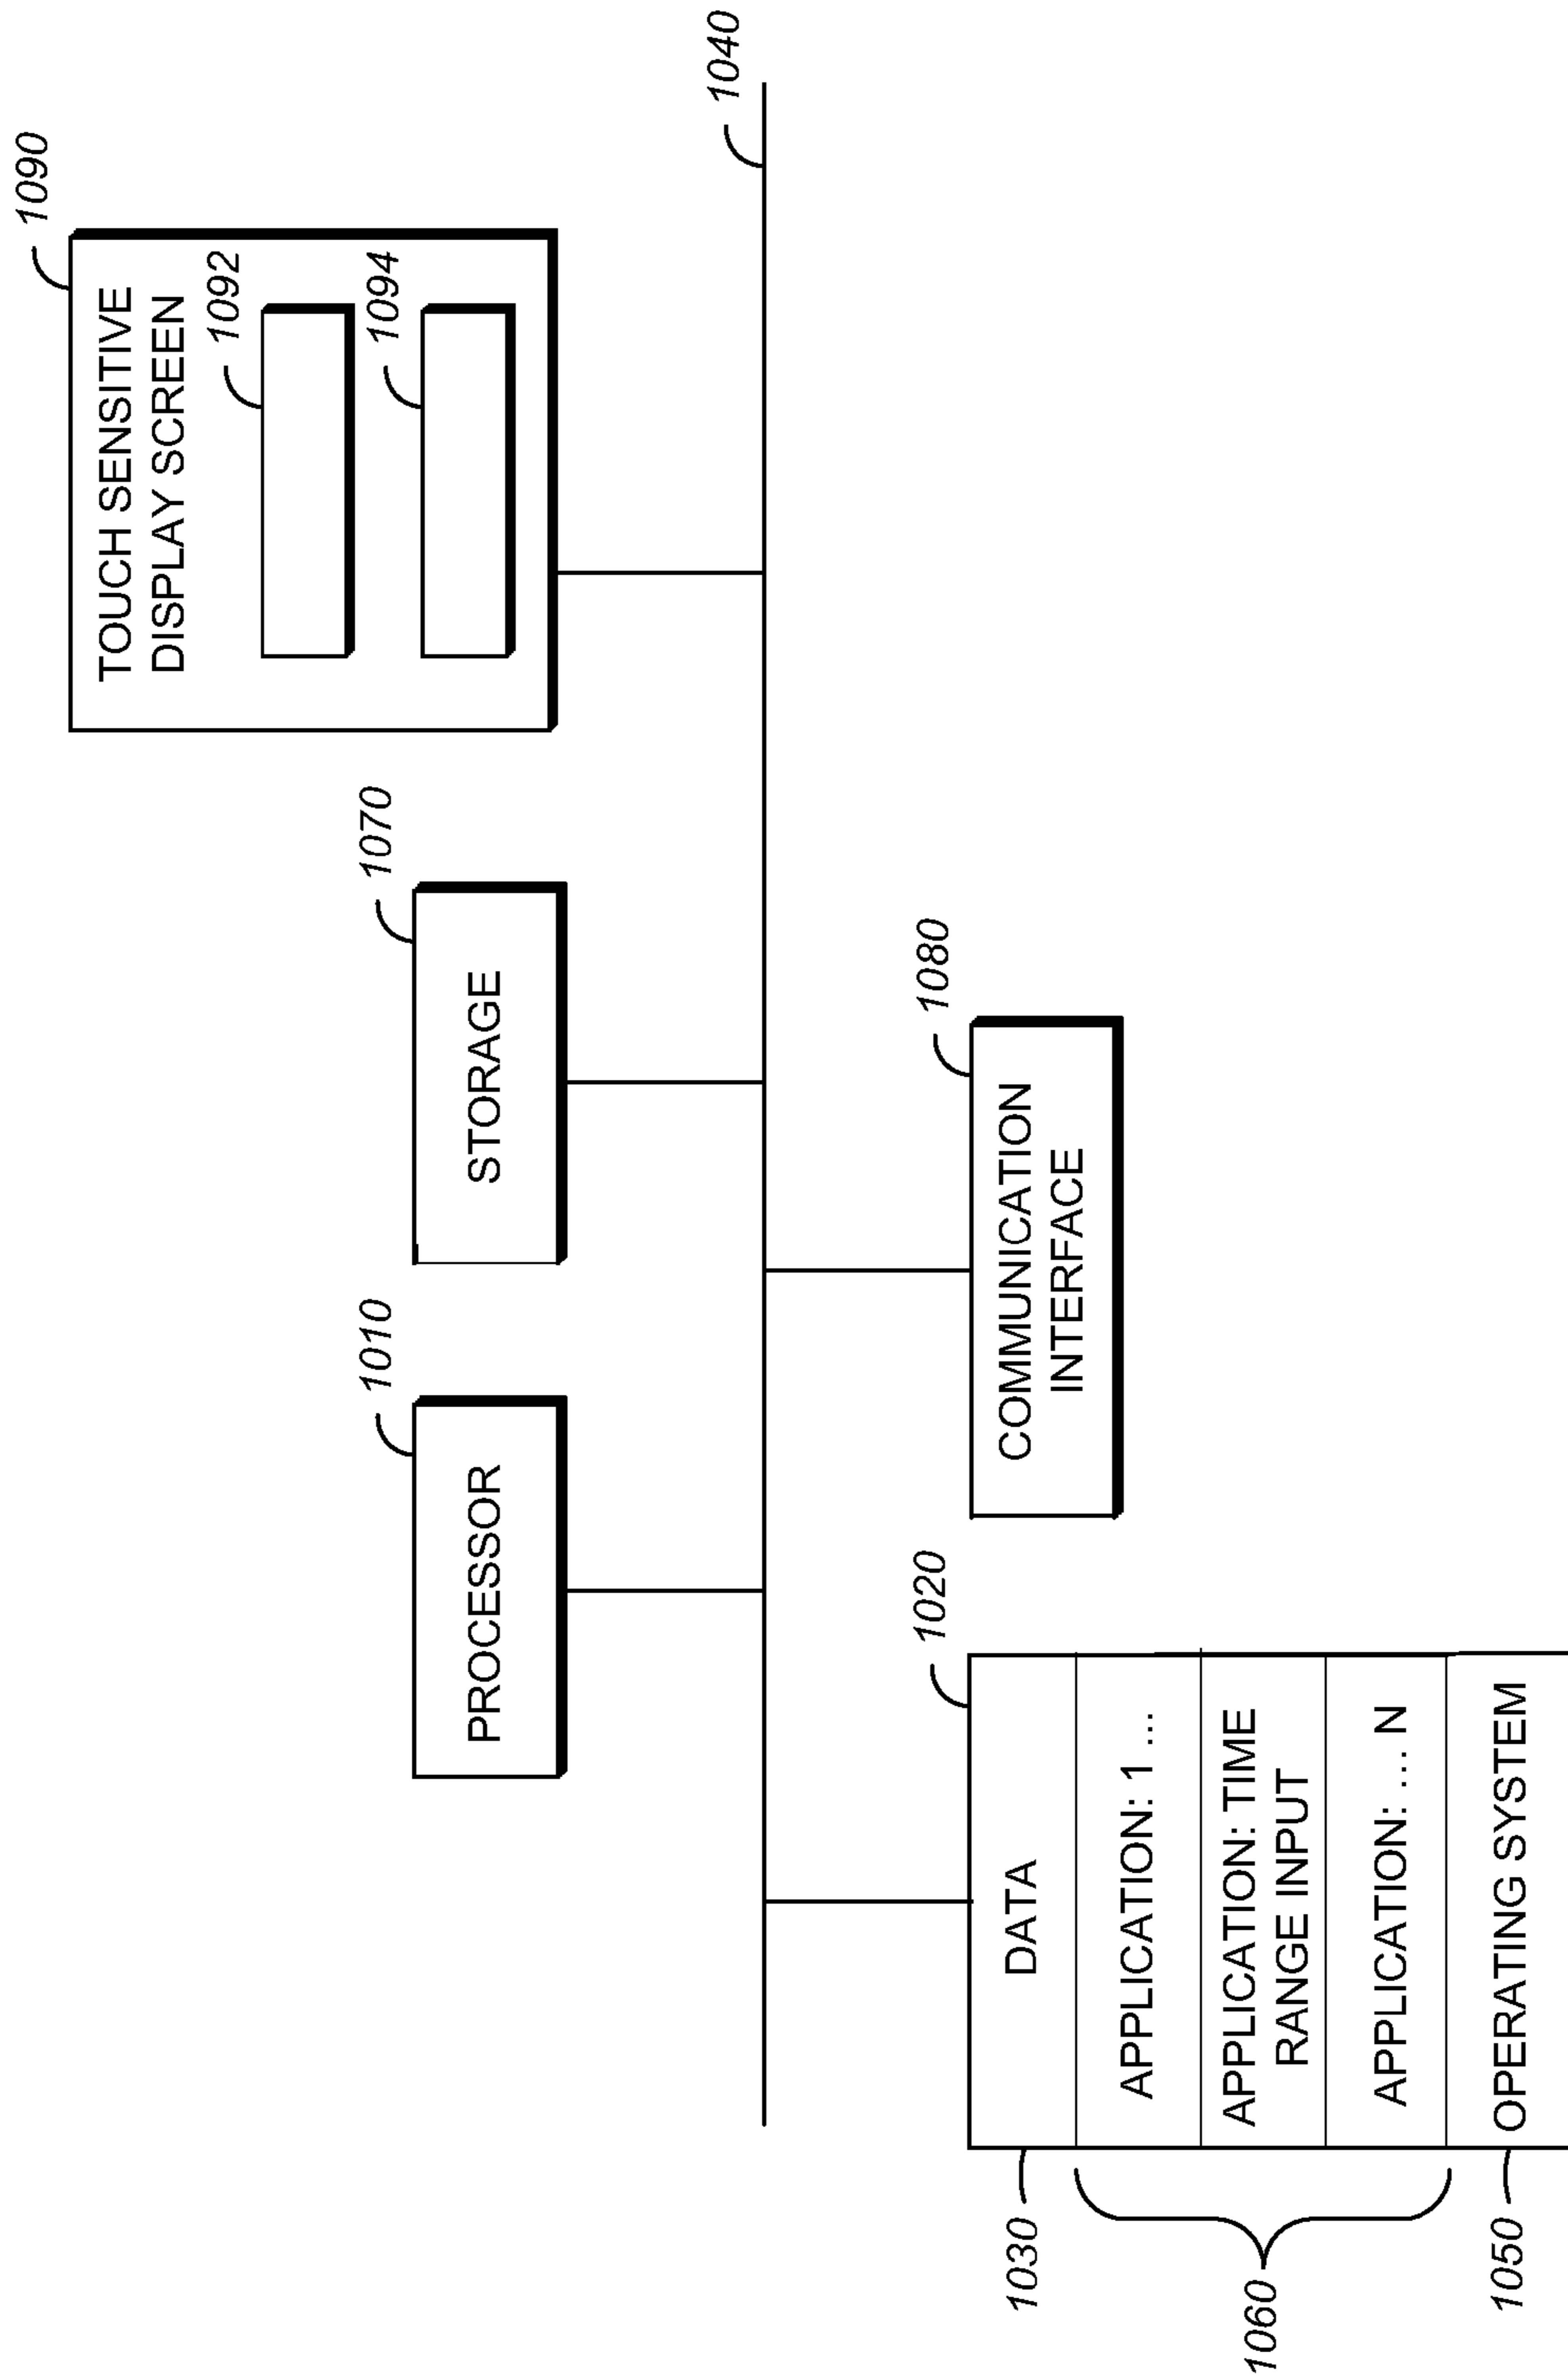 1010
PROCESSOR
1070
STORAGE
1090
TOUCH SENSITIVE
DISPLAY SCREEN
1092
1094
1040
1020
1030
DATA
1060
APPLICATION: 1 ...
APPLICATION: TIME
RANGE INPUT
APPLICATION: ... N
1050
OPERATING SYSTEM
1080
COMMUNICATION
INTERFACE